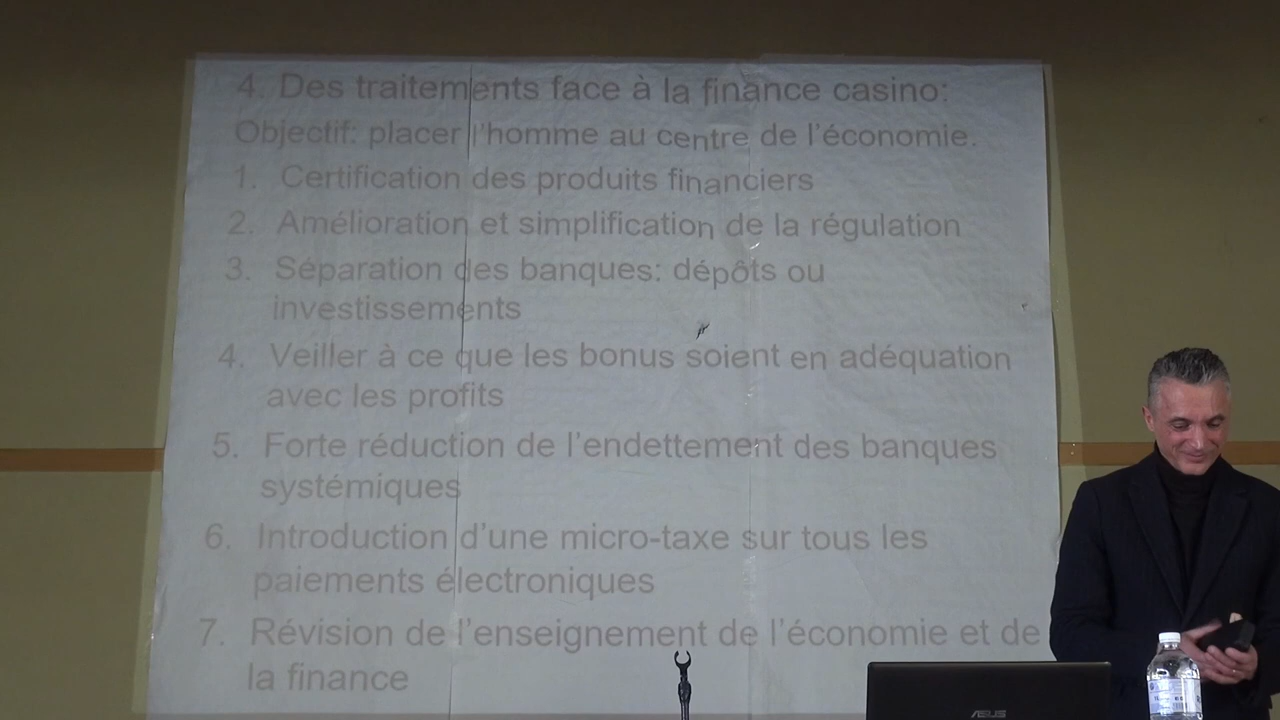 4. Des traitements face à la finance casino:
Objectif: placer l'homme au centre de l'économie.
1. Certification des produits financiers
2. Amélioration et simplification de la régulation
3. Séparation des banques: dépôts ou
investissements
4. Veiller à ce que les bonus soient en adéquation
avec les profits
5. Forte réduction de l'endettement des banques
systémiques
6. Introduction d'une micro-taxe sur tous les
paiements électroniques
7. Révision de l'enseignement de l'économie et de
la finance
ASUS